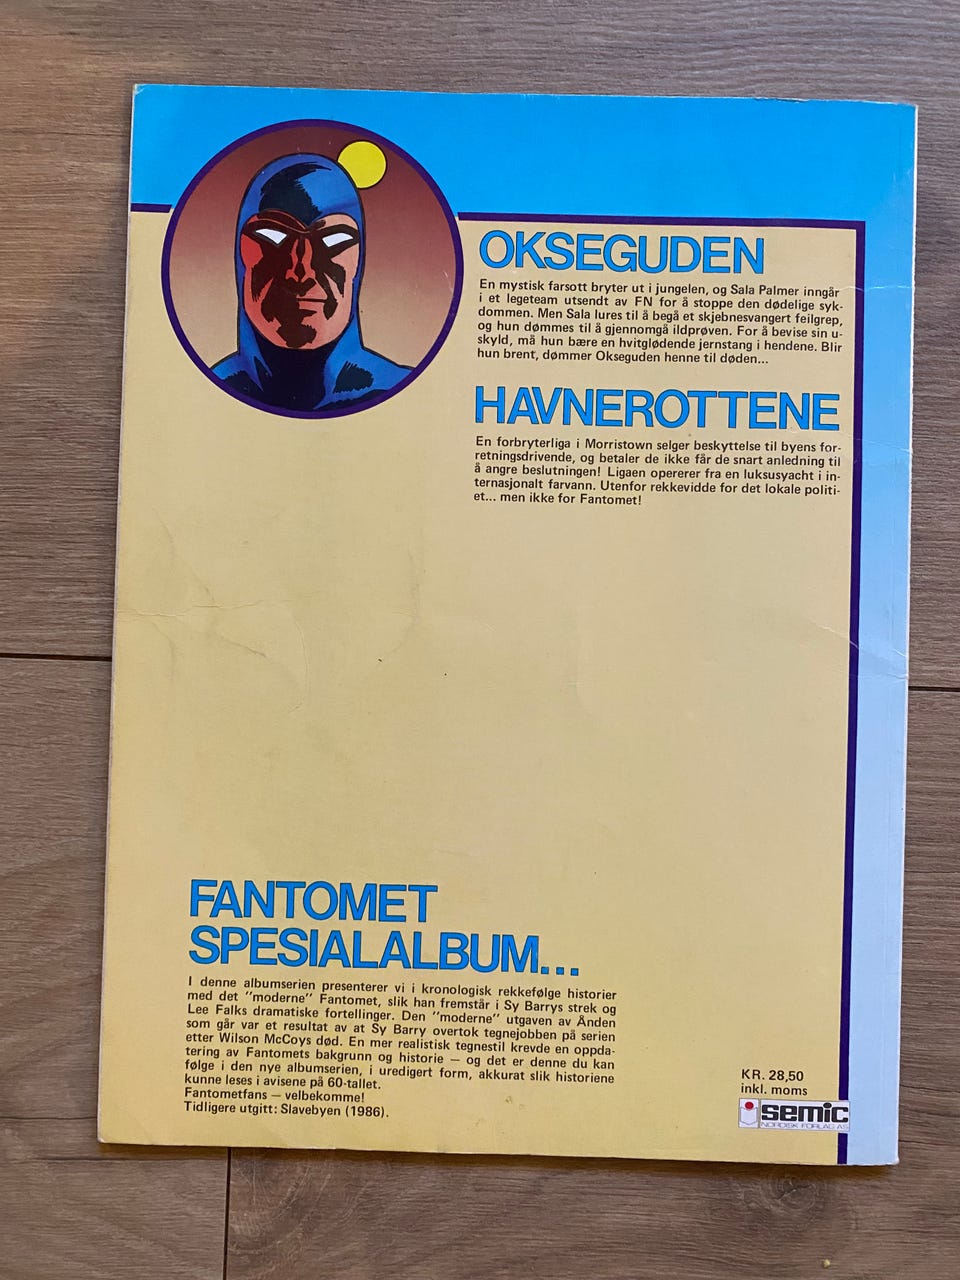 OKSEGUDEN
En mystisk farsott bryter ut i jungelen, og Sala Palmer inngår
i et legeteam utsendt av FN for å stoppe den dødelige syk-
dommen. Men Sala lures til å begå et skjebnesvangert feilgrep,
og hun dømmes til å gjennomgå ildprøven. For å bevise sin u-
skyld, må hun bære en hvitglødende jernstang i hendene. Blir
hun brent, dømmer Okseguden henne til døden...
HAVNEROTTENE
En forbryterliga i Morristown selger beskyttelse til byens for-
retningsdrivende, og betaler de ikke får de snart anledning til
å angre beslutningen! Ligaen opererer fra en luksusyacht i in-
ternasjonalt farvann. Utenfor rekkevidde for det lokale politi-
et... men ikke for Fantomet!
FANTOMET
SPESIALALBUM...
I denne albumserien presenterer vi i kronologisk rekkefølge historier
med det "moderne" Fantomet, slik han fremstår i Sy Barrys strek og
Lee Falks dramatiske fortellinger. Den "moderne" utgaven av Ånden
som går var et resultat av at Sy Barry overtok tegnejobben på serien
etter Wilson McCoys død. En mer realistisk tegnestil krevde en oppda-
tering av Fantomets bakgrunn og historie — og det er denne du kan
følge i den nye albumserien, i uredigert form, akkurat slik historiene
kunne leses i avisene på 60-tallet.
Fantometfans — velbekomme!
Tidligere utgitt: Slavebyen (1986).
KR. 28,50
inkl. moms
semic
NORDISK FORLAG AS